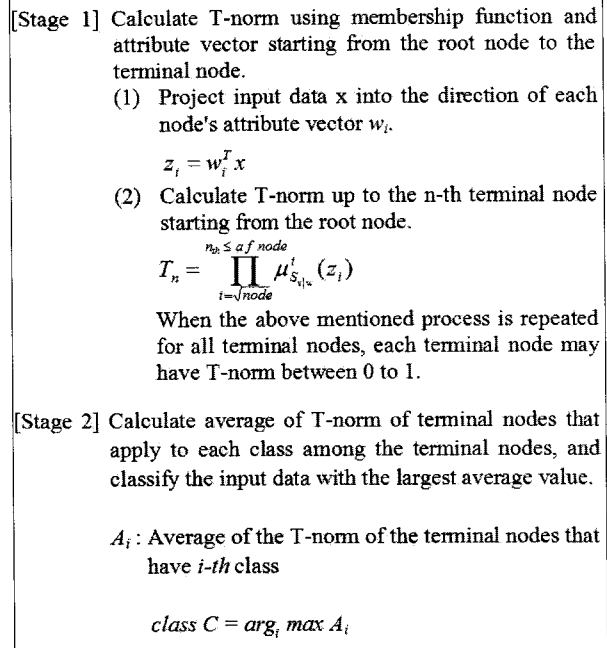 [Stage 1] Calculate T-norm using membership function and
attribute vector starting from the root node to the
terminal node.
(1) Project input data x into the direction of each
node's attribute vector wᵢ.
zᵢ = wᵢᵀ x
(2) Calculate T-norm up to the n-th terminal node
starting from the root node.
n_th ≤ a f node
Tₙ = ∏ μⁱ_S (zᵢ)
i=√node
When the above mentioned process is repeated
for all terminal nodes, each terminal node may
have T-norm between 0 to 1.
[Stage 2] Calculate average of T-norm of terminal nodes that
apply to each class among the terminal nodes, and
classify the input data with the largest average value.
Aᵢ : Average of the T-norm of the terminal nodes that
have i-th class
class C = argᵢ max Aᵢ